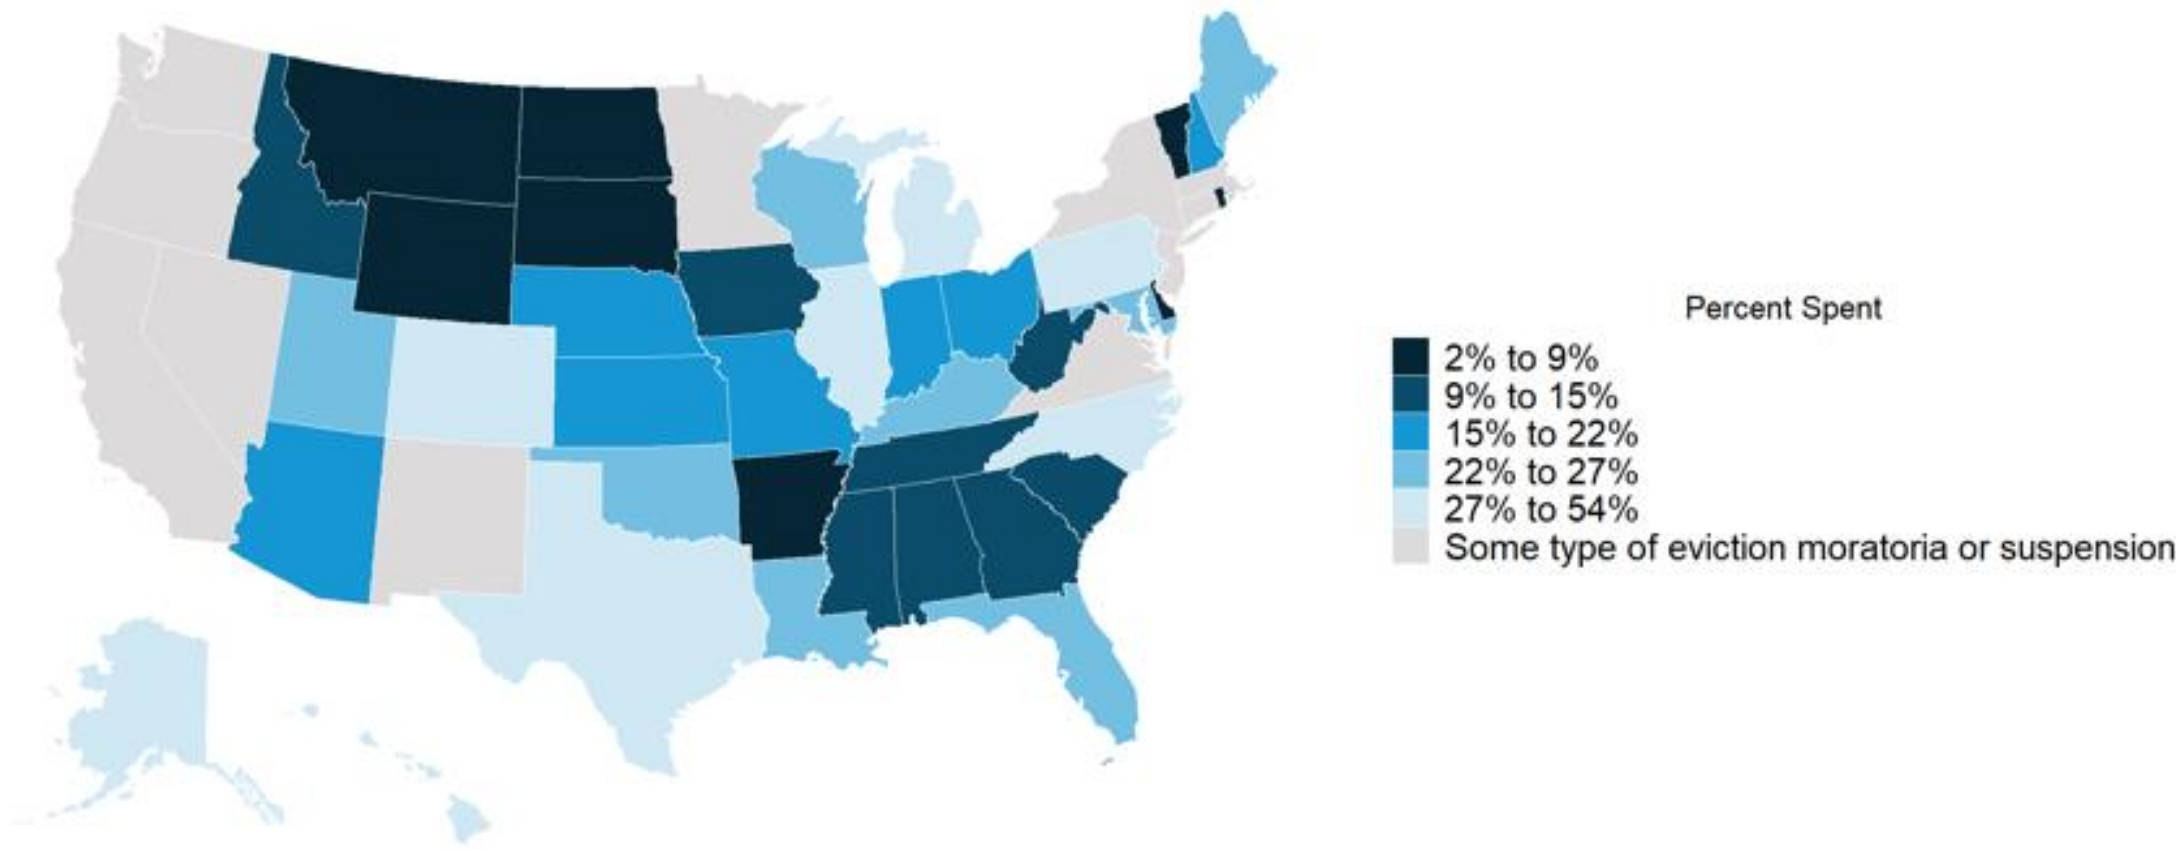 Percent Spent
2% to 9%
9% to 15%
15% to 22%
22% to 27%
27% to 54%
Some type of eviction moratoria or suspension